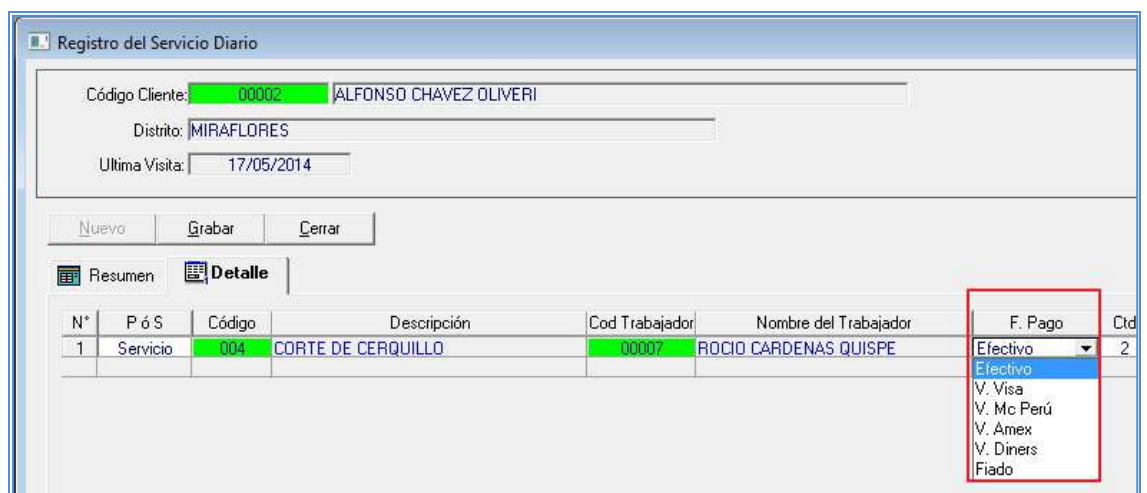 Registro del Servicio Diario
Código Cliente: 00002 ALFONSO CHAVEZ OLIVERI
Distrito: MIRAFLORES
Ultima Visita: 17/05/2014
Nuevo Grabar Cerrar
Resumen Detalle
N° P ó S Código Descripción Cod Trabajador Nombre del Trabajador F. Pago Ctd
1 Servicio 004 CORTE DE CERQUILLO 00007 ROCIO CARDENAS QUISPE Efectivo 2
Efectivo
V. Visa
V. Mc Perú
V. Amex
V. Diners
Fiado